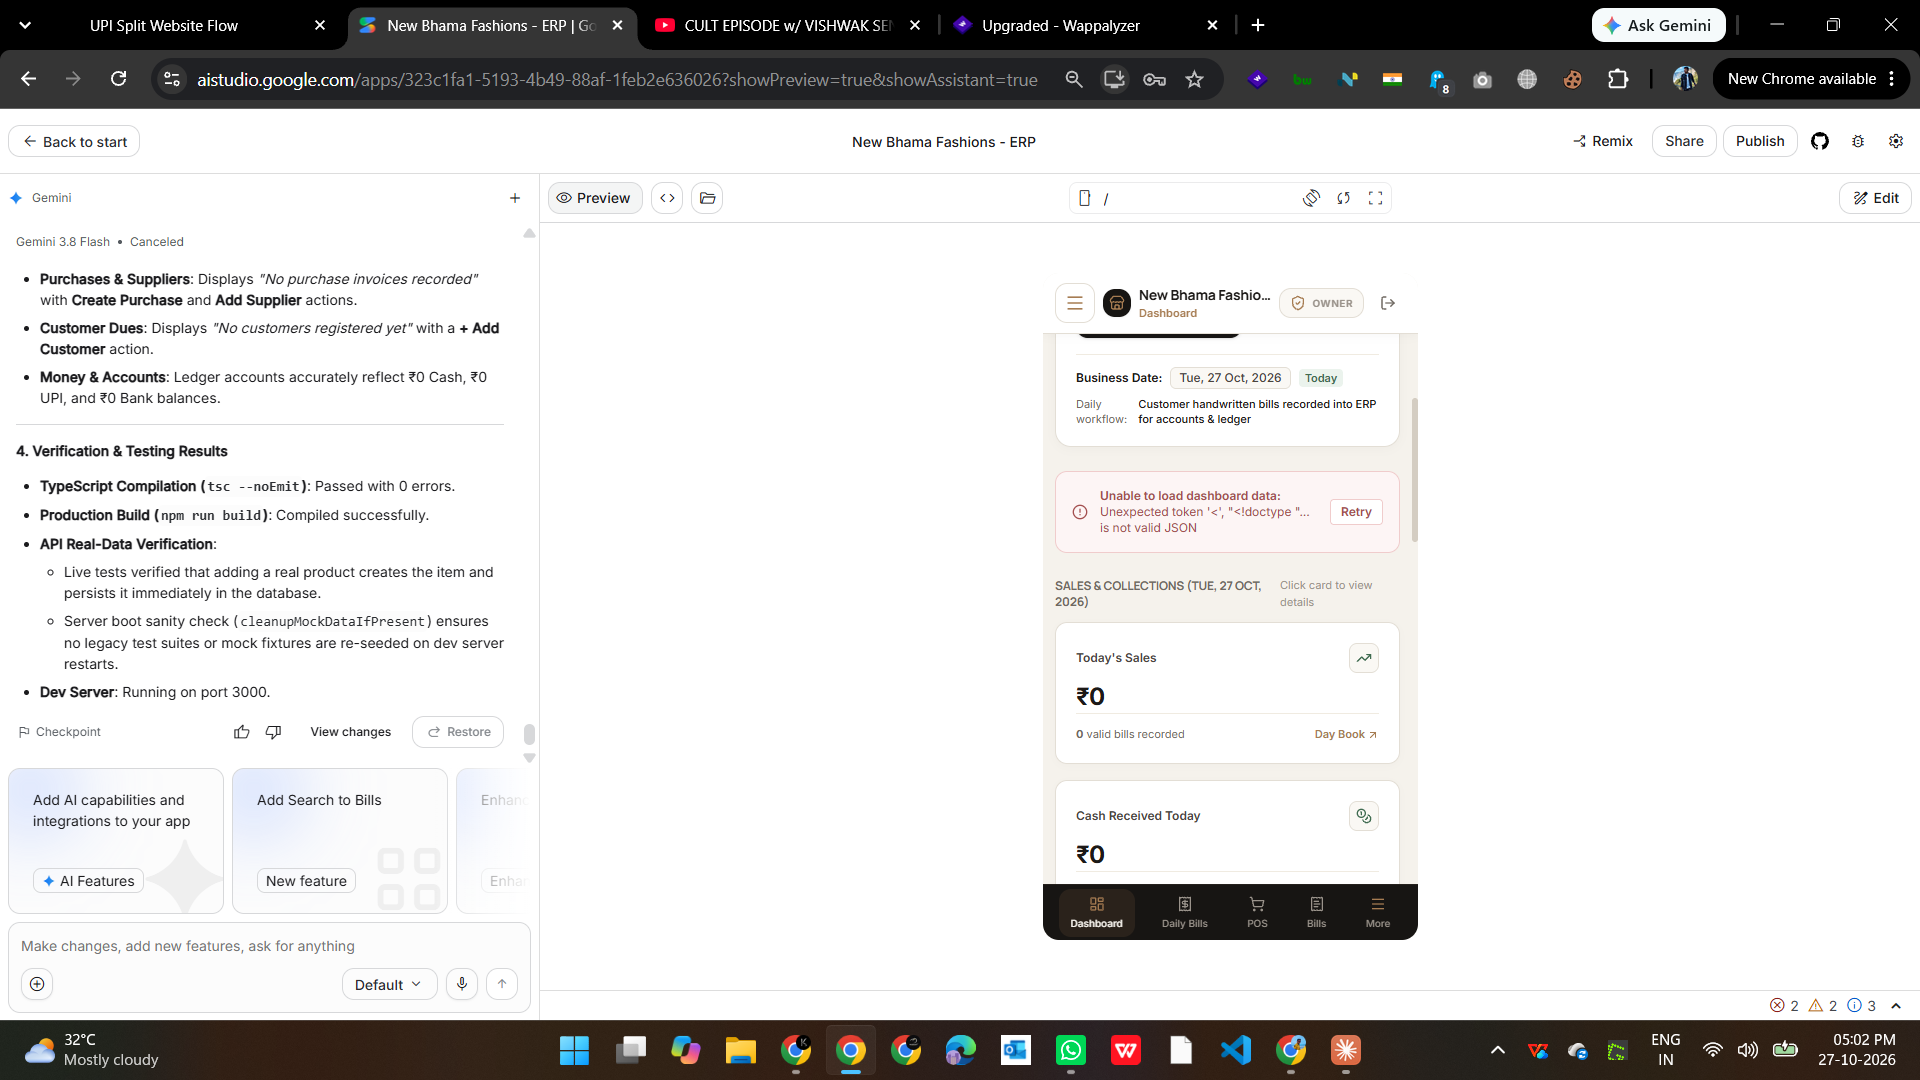 UPI Split Website Flow
New Bhama Fashions - ERP | Go
CULT EPISODE w/ VISHWAK SEN
Upgraded - Wappalyzer
Ask Gemini
aistudio.google.com/apps/323c1fa1-5193-4b49-88af-1feb2e636026?showPreview=true&showAssistant=true
bw
8
New Chrome available
Back to start
New Bhama Fashions - ERP
Remix
Share
Publish
Gemini
Preview
/
Edit
Gemini 3.8 Flash • Canceled
• Purchases & Suppliers: Displays "No purchase invoices recorded"
with Create Purchase and Add Supplier actions.
• Customer Dues: Displays "No customers registered yet" with a + Add
Customer action.
• Money & Accounts: Ledger accounts accurately reflect ₹0 Cash, ₹0
UPI, and ₹0 Bank balances.
4. Verification & Testing Results
• TypeScript Compilation (tsc --noEmit): Passed with 0 errors.
• Production Build (npm run build): Compiled successfully.
• API Real-Data Verification:
Live tests verified that adding a real product creates the item and
persists it immediately in the database.
Server boot sanity check (cleanupMockDataIfPresent) ensures
no legacy test suites or mock fixtures are re-seeded on dev server
restarts.
• Dev Server: Running on port 3000.
Checkpoint
View changes
Restore
Add AI capabilities and
integrations to your app
AI Features
Add Search to Bills
New feature
Enhanc
Enhan
Make changes, add new features, ask for anything
Default
New Bhama Fashio...
Dashboard
OWNER
Business Date: Tue, 27 Oct, 2026 Today
Daily
workflow:
Customer handwritten bills recorded into ERP
for accounts & ledger
Unable to load dashboard data:
Unexpected token '<', "<!doctype "...
is not valid JSON
Retry
SALES & COLLECTIONS (TUE, 27 OCT,
2026)
Click card to view
details
Today's Sales
₹0
0 valid bills recorded
Day Book ↗
Cash Received Today
₹0
Dashboard
Daily Bills
POS
Bills
More
2
2
3
32°C
Mostly cloudy
ENG
IN
05:02 PM
27-10-2026